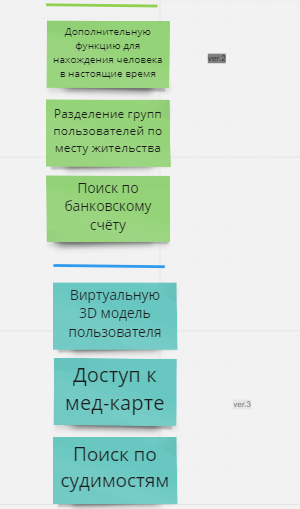 Дополнительную
функцию для
нахождения человека
в настоящие время
ver.2
Разделение групп
пользователей по
месту жительства
Поиск по
банковскому
счёту
Виртуальную
3D модель
пользователя
Доступ к
мед-карте
ver.3
Поиск по
судимостям